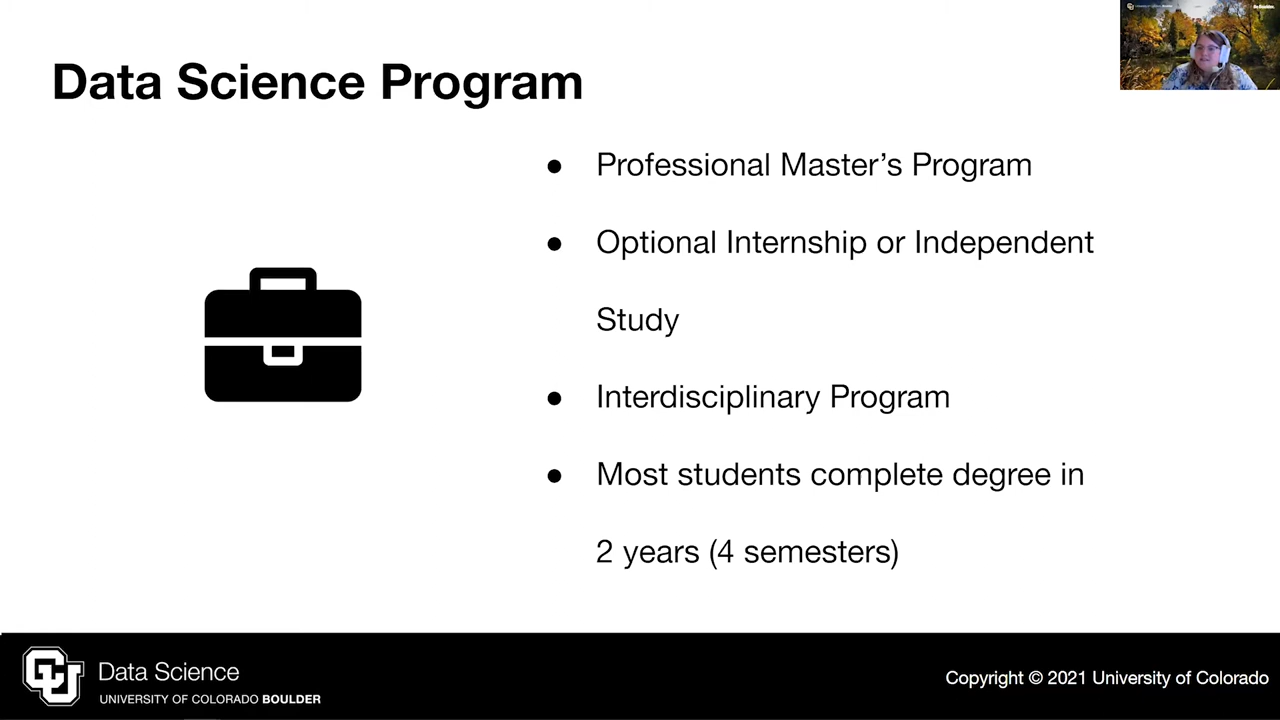 Data Science Program
● Professional Master's Program
● Optional Internship or Independent
Study
● Interdisciplinary Program
● Most students complete degree in
2 years (4 semesters)
CU
Data Science
UNIVERSITY OF COLORADO BOULDER
Copyright © 2021 University of Colorado